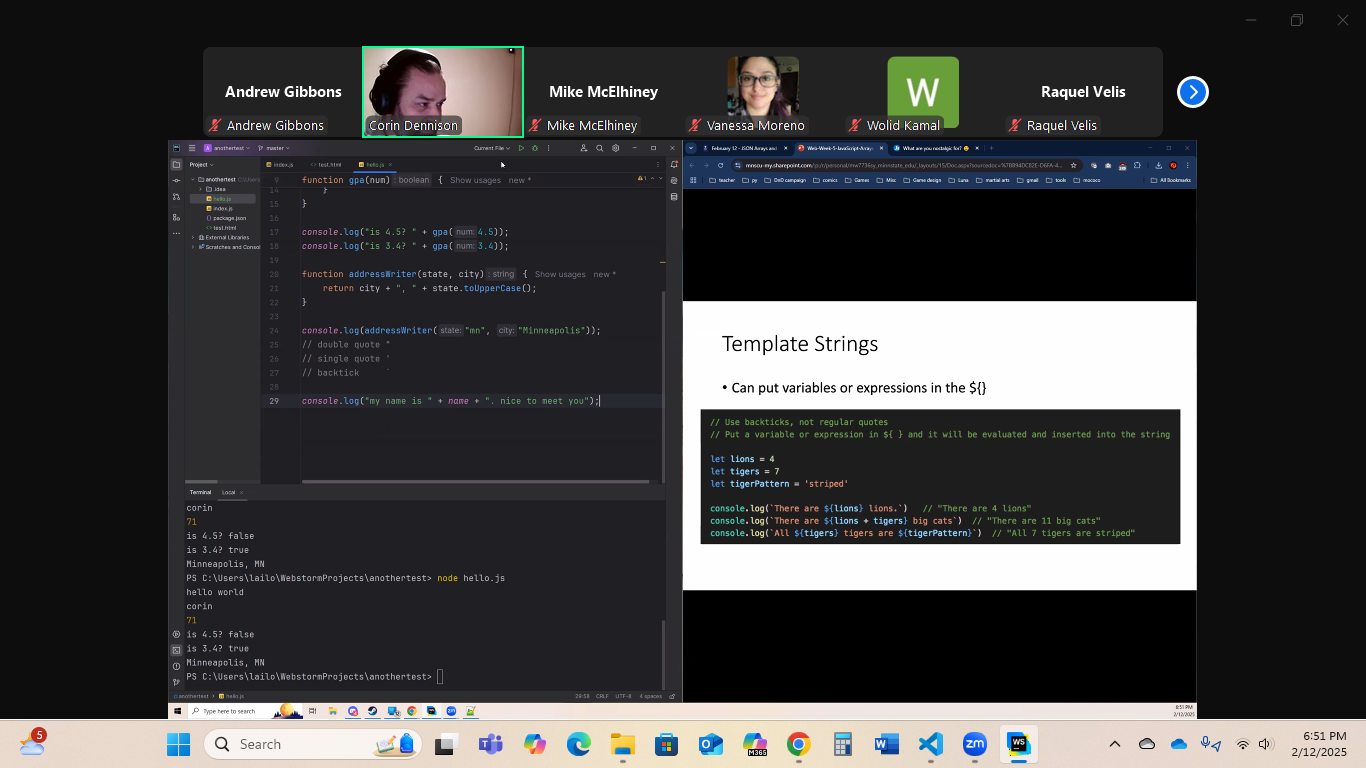 Andrew Gibbons
Mike McElhiney
Raquel Velis
W
Andrew Gibbons
Corin Dennison
Mike McElhiney
Vanessa Moreno
Wolid Kamal
Raquel Velis
anothertest
master
Current File
Project
index.js
test.html
hello.js
anothertest
.idea
hello.js
index.js
package.json
test.html
External Libraries
Scratches and Consol
9 function gpa(num) : boolean { Show usages new *
14 }
15 }
16
17 console.log("is 4.5? " + gpa( num: 4.5));
18 console.log("is 3.4? " + gpa( num: 3.4));
19
20 function addressWriter(state, city) : string { Show usages new *
21 return city + ", " + state.toUpperCase();
22 }
23
24 console.log(addressWriter( state: "mn", city: "Minneapolis"));
25 // double quote "
26 // single quote '
27 // backtick `
28
29 console.log("my name is " + name + ". nice to meet you");
Terminal Local
corin
71
is 4.5? false
is 3.4? true
Minneapolis, MN
PS C:\Users\lailo\WebstormProjects\anothertest> node hello.js
hello world
corin
71
is 4.5? false
is 3.4? true
Minneapolis, MN
PS C:\Users\lailo\WebstormProjects\anothertest>
anothertest > hello.js
29:58 CRLF UTF-8 4 spaces
Type here to search
8:51 PM
2/12/2025
February 12 - JSON Arrays and
Web-Week-5-JavaScript-Array
What are you nostalgic for?
teacher py DnD campaign comics Games Misc Game design Luna martial arts gmail tools mococo
All Bookmarks
Template Strings
• Can put variables or expressions in the ${}
// Use backticks, not regular quotes
// Put a variable or expression in ${ } and it will be evaluated and inserted into the string
let lions = 4
let tigers = 7
let tigerPattern = 'striped'
console.log(`There are ${lions} lions.`) // "There are 4 lions"
console.log(`There are ${lions + tigers} big cats`) // "There are 11 big cats"
console.log(`All ${tigers} tigers are ${tigerPattern}`) // "All 7 tigers are striped"
5
Search
6:51 PM
2/12/2025